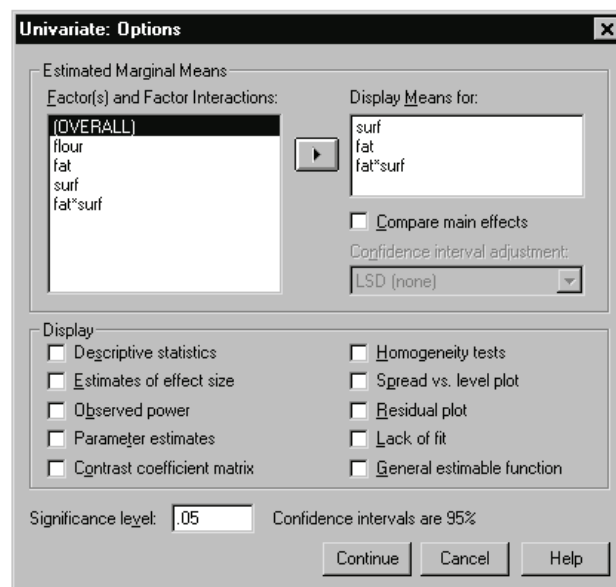 Univariate: Options
Estimated Marginal Means
Factor(s) and Factor Interactions:
(OVERALL)
flour
fat
surf
fat*surf
Display Means for:
surf
fat
fat*surf
Compare main effects
Confidence interval adjustment:
LSD (none)
Display
Descriptive statistics
Estimates of effect size
Observed power
Parameter estimates
Contrast coefficient matrix
Homogeneity tests
Spread vs. level plot
Residual plot
Lack of fit
General estimable function
Significance level: .05 Confidence intervals are 95%
Continue Cancel Help